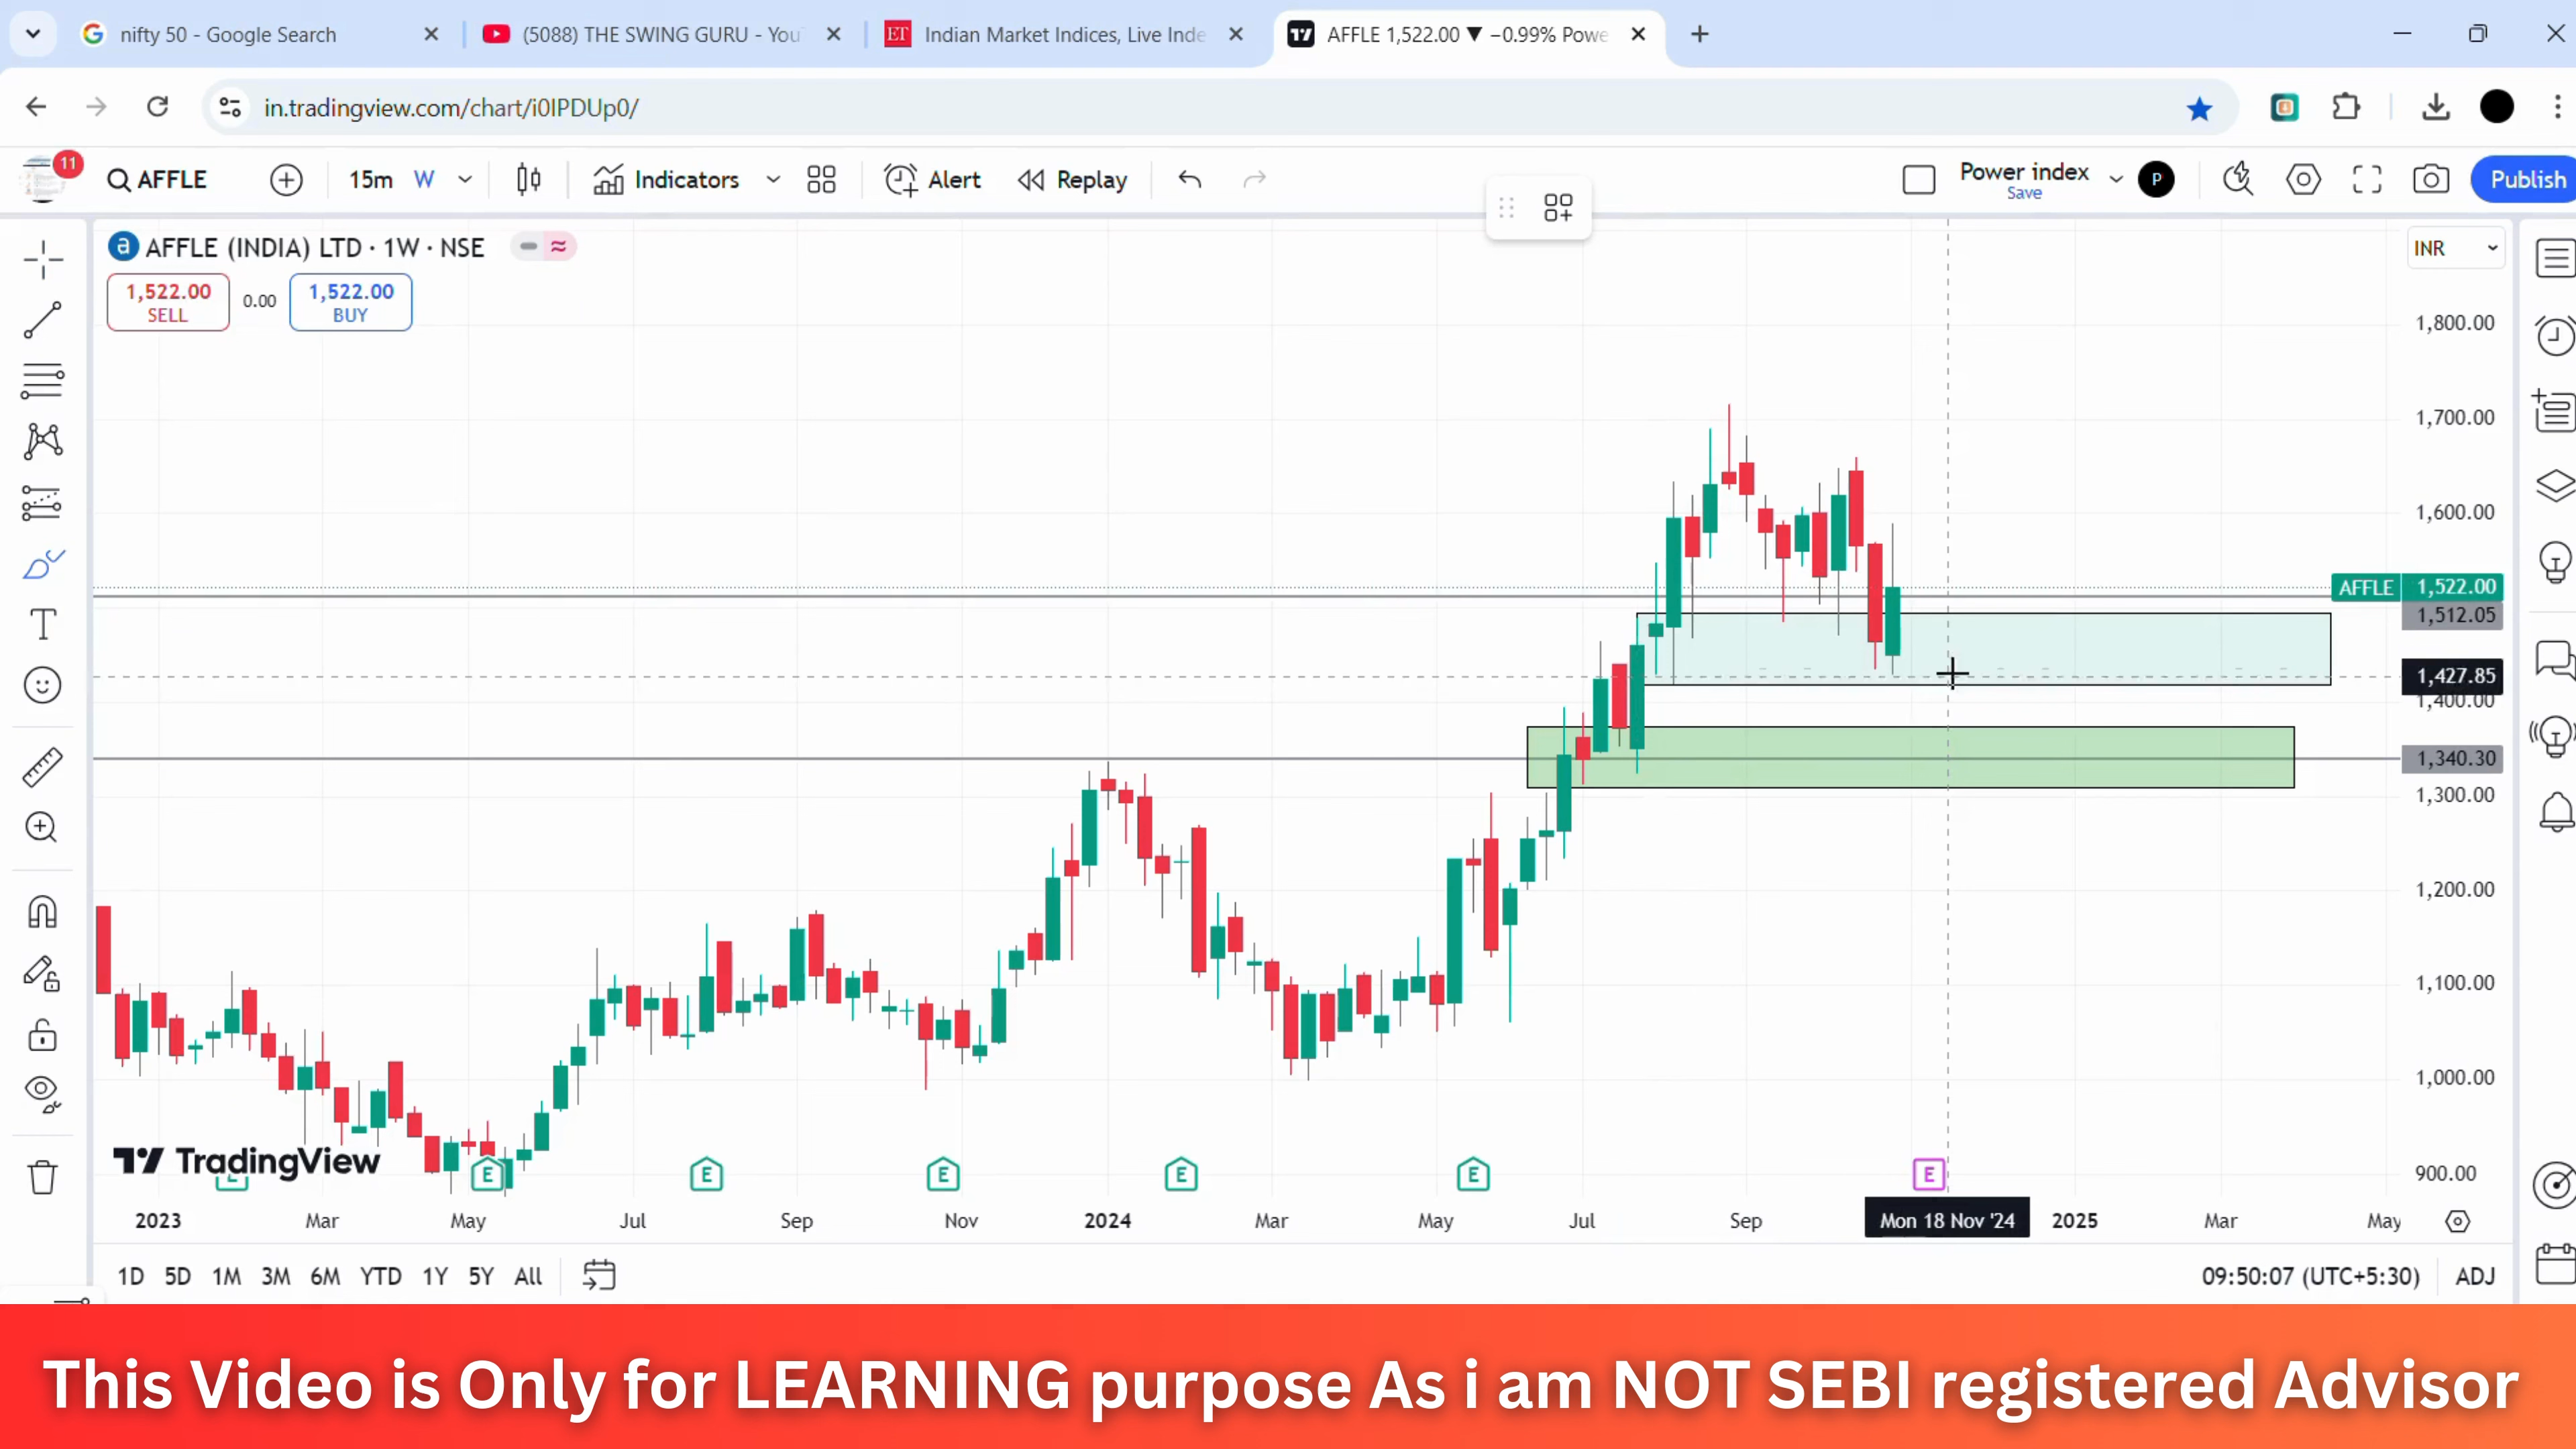 nifty 50 - Google Search
(5088) THE SWING GURU - You
ET
Indian Market Indices, Live Inde
AFFLE 1,522.00 ▼ −0.99% Powe
in.tradingview.com/chart/i0IPDUp0/
11
AFFLE
15m
W
Indicators
Alert
Replay
Power index
Save
P
Publish
a
AFFLE (INDIA) LTD · 1W · NSE
INR
1,522.00
SELL
0.00
1,522.00
BUY
1,800.00
1,700.00
1,600.00
AFFLE
1,522.00
1,512.05
1,427.85
1,400.00
1,340.30
1,300.00
1,200.00
1,100.00
1,000.00
900.00
TradingView
E
E
E
E
E
E
E
2023
Mar
May
Jul
Sep
Nov
2024
Mar
May
Jul
Sep
Mon 18 Nov '24
2025
Mar
May
1D
5D
1M
3M
6M
YTD
1Y
5Y
All
09:50:07 (UTC+5:30)
ADJ
This Video is Only for LEARNING purpose As i am NOT SEBI registered Advisor